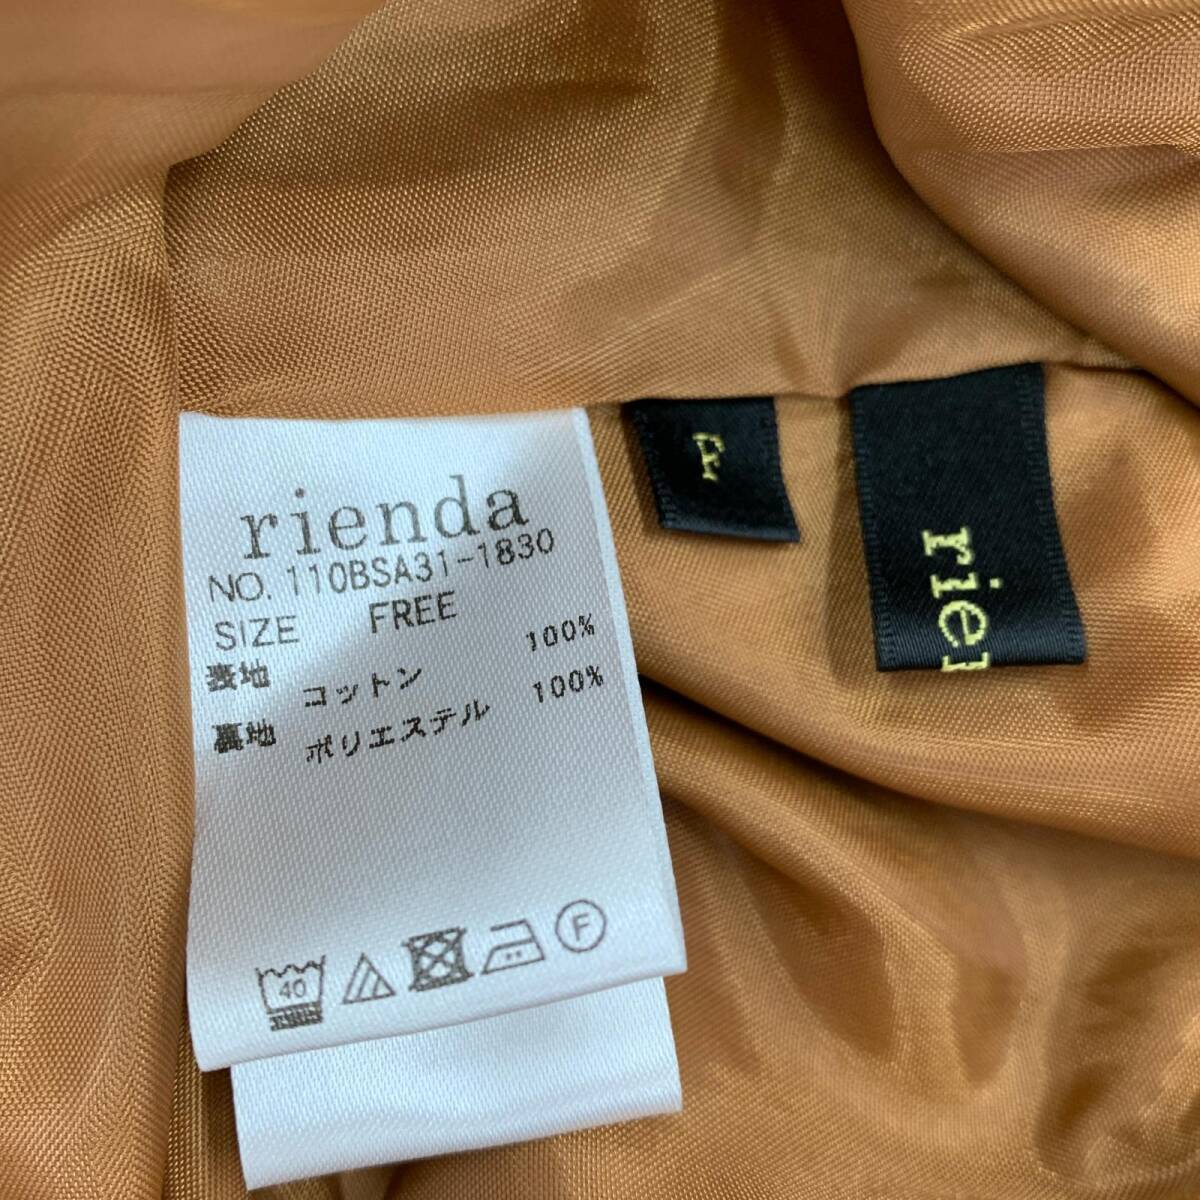 rienda
NO. 110BSA31-1830
SIZE FREE
表地 コットン 100%
裏地 ポリエステル 100%
40
F
F
rien